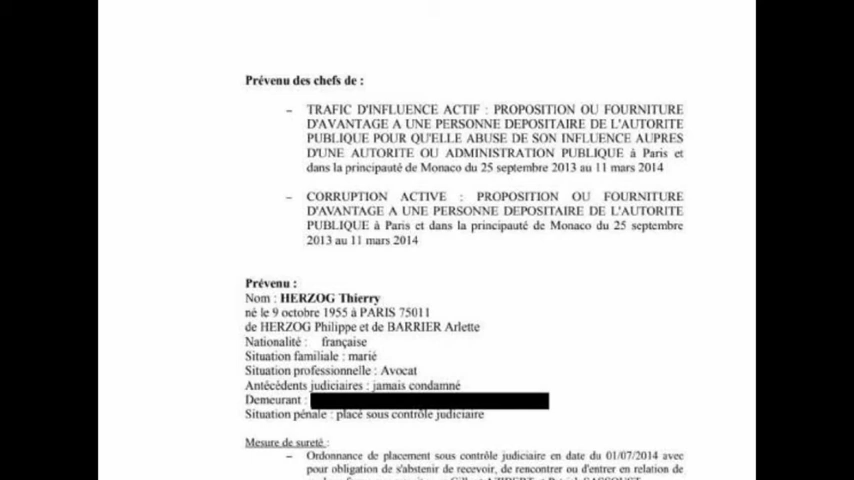 Prévenu des chefs de :
– TRAFIC D'INFLUENCE ACTIF : PROPOSITION OU FOURNITURE
D'AVANTAGE A UNE PERSONNE DEPOSITAIRE DE L'AUTORITE
PUBLIQUE POUR QU'ELLE ABUSE DE SON INFLUENCE AUPRES
D'UNE AUTORITE OU ADMINISTRATION PUBLIQUE à Paris et
dans la principauté de Monaco du 25 septembre 2013 au 11 mars 2014
– CORRUPTION ACTIVE : PROPOSITION OU FOURNITURE
D'AVANTAGE A UNE PERSONNE DEPOSITAIRE DE L'AUTORITE
PUBLIQUE à Paris et dans la principauté de Monaco du 25 septembre
2013 au 11 mars 2014
Prévenu :
Nom : HERZOG Thierry
né le 9 octobre 1955 à PARIS 75011
de HERZOG Philippe et de BARRIER Arlette
Nationalité : française
Situation familiale : marié
Situation professionnelle : Avocat
Antécédents judiciaires : jamais condamné
Demeurant :
Situation pénale : placé sous contrôle judiciaire
Mesure de sureté :
– Ordonnance de placement sous contrôle judiciaire en date du 01/07/2014 avec
pour obligation de s'abstenir de recevoir, de rencontrer ou d'entrer en relation de